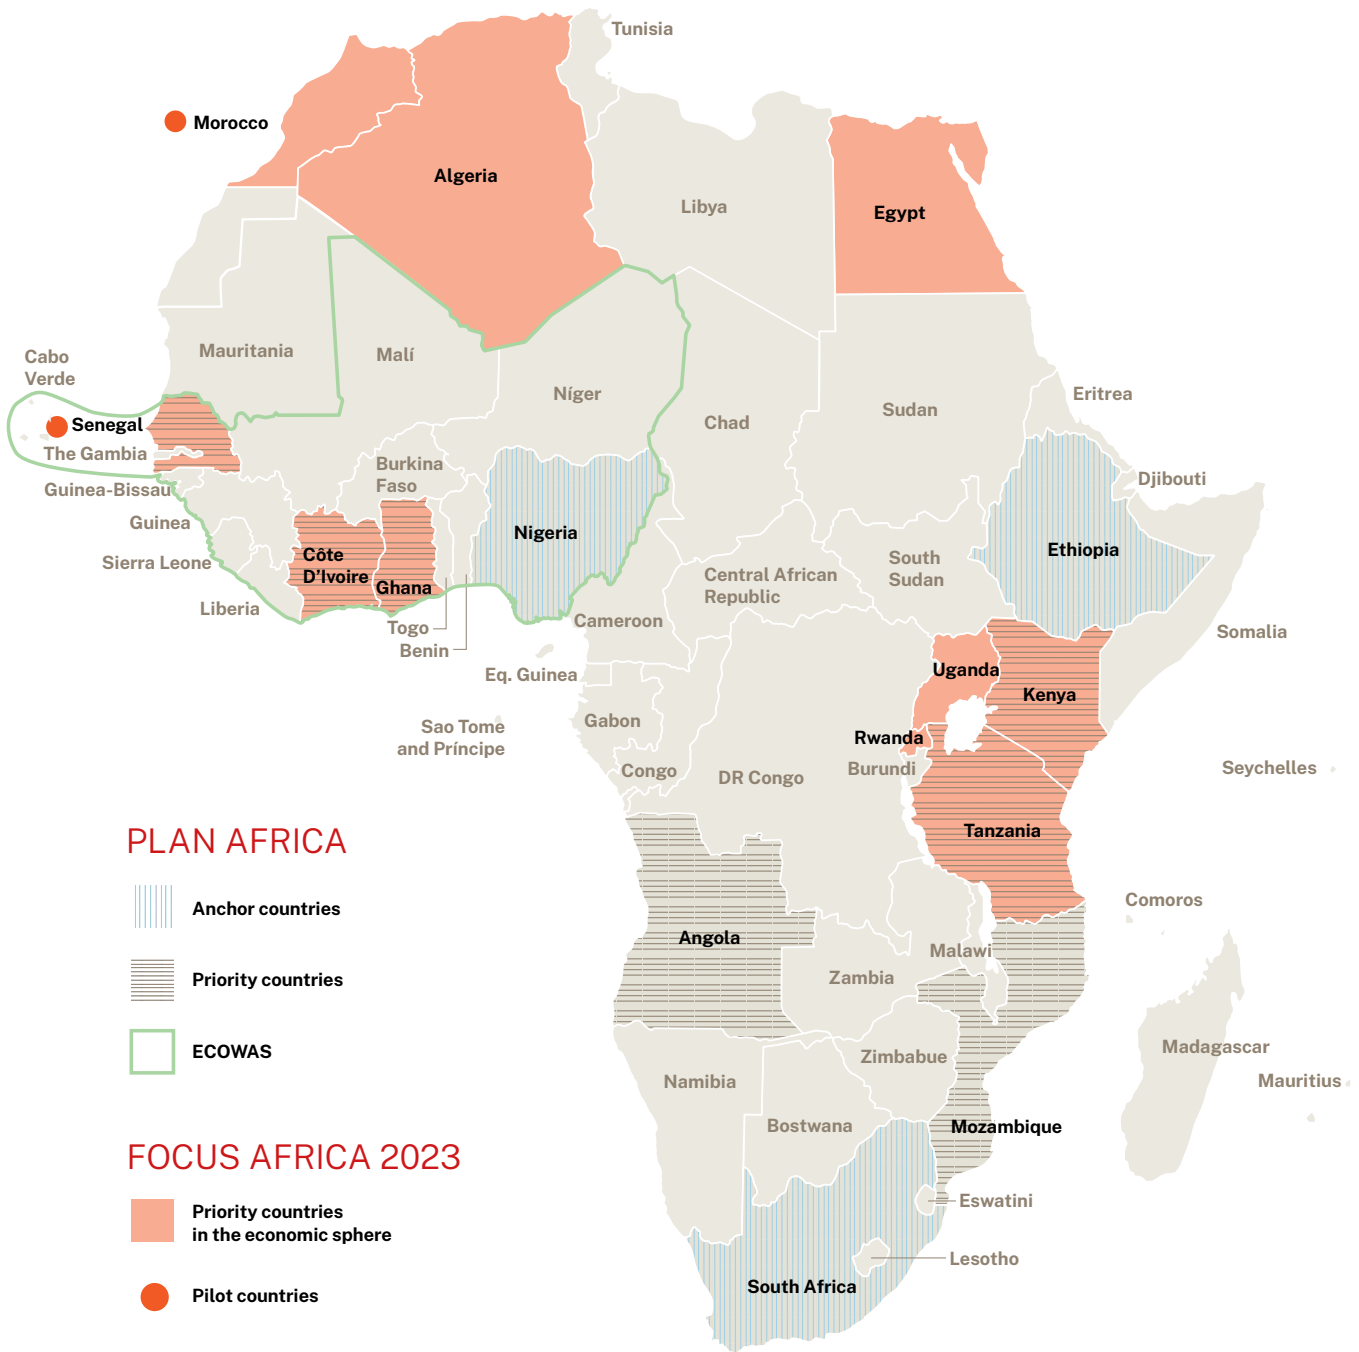 Tunisia
Morocco
Algeria
Libya
Egypt
Mauritania
Malí
Níger
Chad
Sudan
Eritrea
Cabo
Verde
Senegal
The Gambia
Guinea-Bissau
Guinea
Sierra Leone
Liberia
Burkina
Faso
Côte
D'Ivoire
Ghana
Togo
Benin
Nigeria
Djibouti
Ethiopia
South
Sudan
Central African
Republic
Cameroon
Somalia
Eq. Guinea
Uganda
Kenya
Sao Tome
and Príncipe
Gabon
Congo
DR Congo
Rwanda
Burundi
Seychelles
Tanzania
Comoros
Angola
Malawi
Zambia
Madagascar
Mauritius
Zimbabue
Namibia
Bostwana
Mozambique
Eswatini
Lesotho
South Africa
PLAN AFRICA
Anchor countries
Priority countries
ECOWAS
FOCUS AFRICA 2023
Priority countries
in the economic sphere
Pilot countries